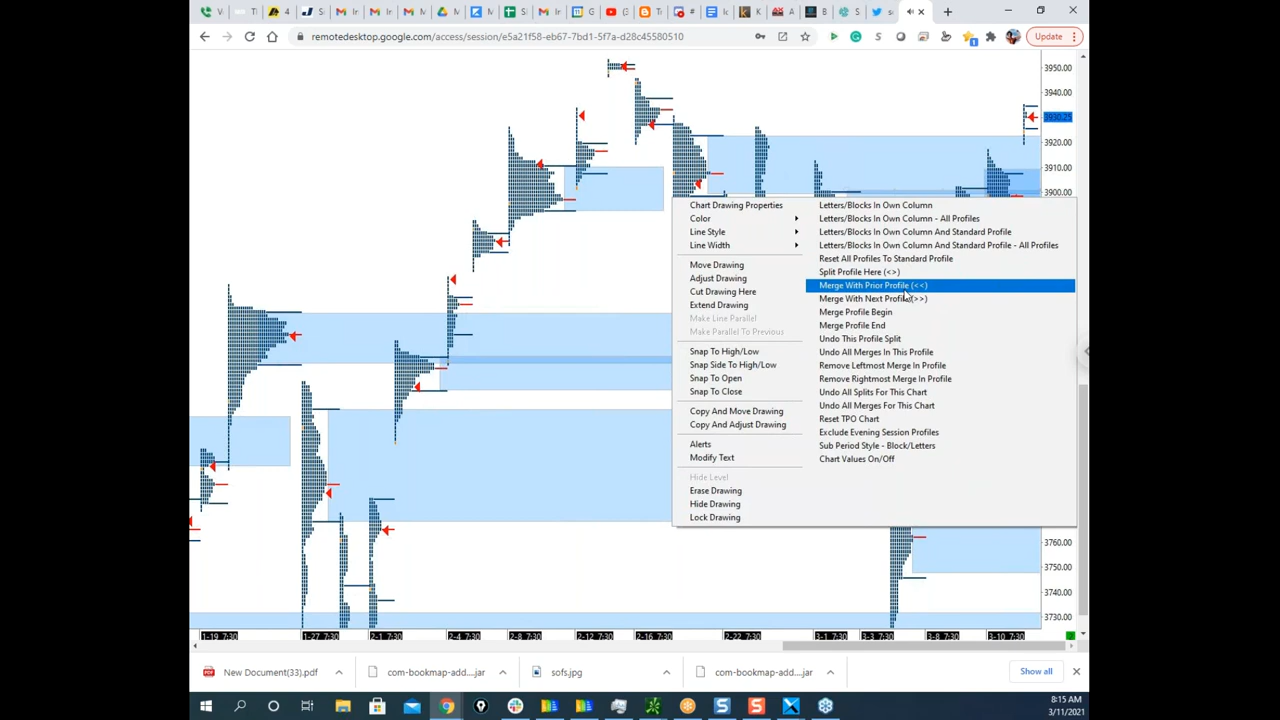 remotedesktop.google.com/access/session/e5a21f58-eb67-7bd1-5f7a-d28c45580510
Update
3950.00
3940.00
3930.25
3920.00
3910.00
3900.00
Chart Drawing Properties
Color
Line Style
Line Width
Move Drawing
Adjust Drawing
Cut Drawing Here
Extend Drawing
Make Line Parallel
Make Parallel To Previous
Snap To High/Low
Snap Side To High/Low
Snap To Open
Snap To Close
Copy And Move Drawing
Copy And Adjust Drawing
Alerts
Modify Text
Hide Level
Erase Drawing
Hide Drawing
Lock Drawing
Letters/Blocks In Own Column
Letters/Blocks In Own Column - All Profiles
Letters/Blocks In Own Column And Standard Profile
Letters/Blocks In Own Column And Standard Profile - All Profiles
Reset All Profiles To Standard Profile
Split Profile Here (<>)
Merge With Prior Profile (<<)
Merge With Next Profile (>>)
Merge Profile Begin
Merge Profile End
Undo This Profile Split
Undo All Merges In This Profile
Remove Leftmost Merge In Profile
Remove Rightmost Merge In Profile
Undo All Splits For This Chart
Undo All Merges For This Chart
Reset TPO Chart
Exclude Evening Session Profiles
Sub Period Style - Block/Letters
Chart Values On/Off
3760.00
3750.00
3740.00
3730.00
1-19 7:30
1-27 7:30
2-1 7:30
2-4 7:30
2-8 7:30
2-12 7:30
2-16 7:30
2-22 7:30
3-1 7:30
3-3 7:30
3-8 7:30
3-10 7:30
New Document(33).pdf
com-bookmap-add....jar
sofs.jpg
com-bookmap-add....jar
Show all
8:15 AM
3/11/2021